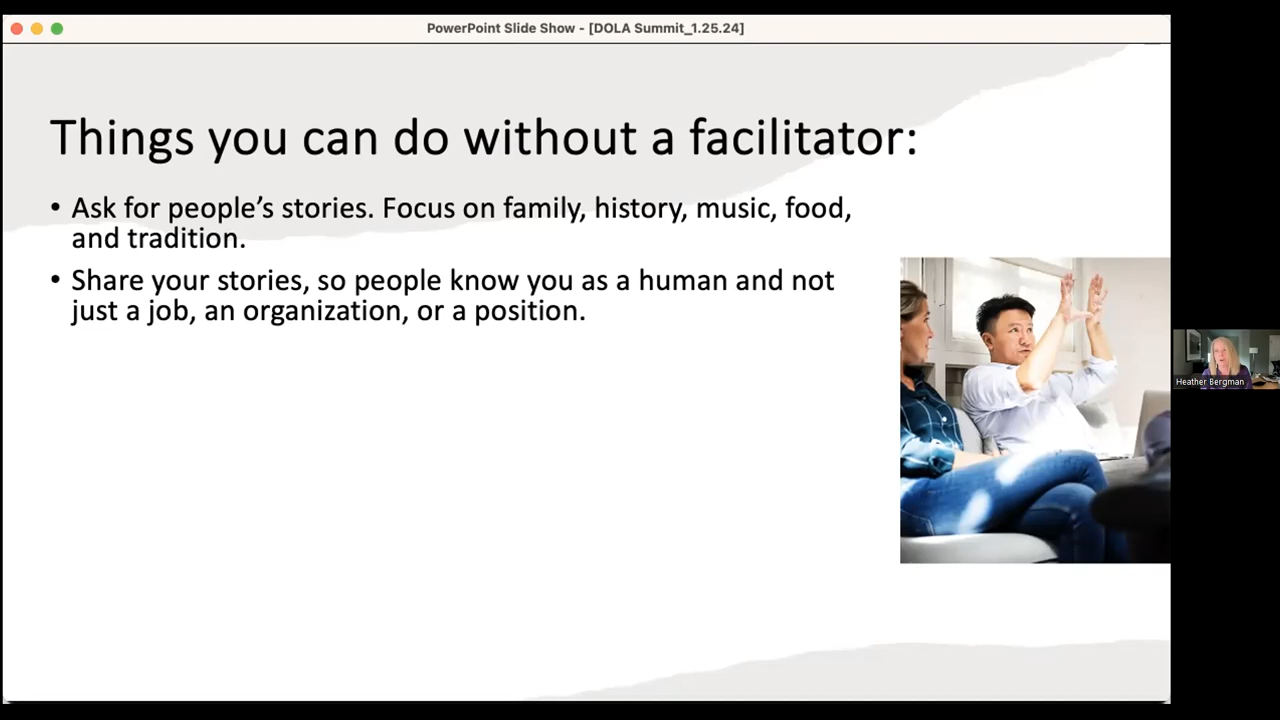 PowerPoint Slide Show - [DOLA Summit_1.25.24]
Things you can do without a facilitator:
• Ask for people’s stories. Focus on family, history, music, food,
and tradition.
• Share your stories, so people know you as a human and not
just a job, an organization, or a position.
Heather Bergman